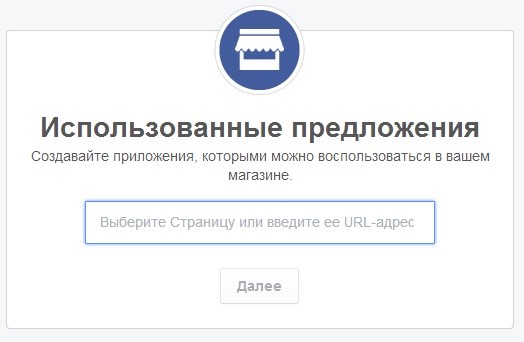 Использованные предложения
Создавайте приложения, которыми можно воспользоваться в вашем
магазине.
Выберите Страницу или введите ее URL-адрес
Далее